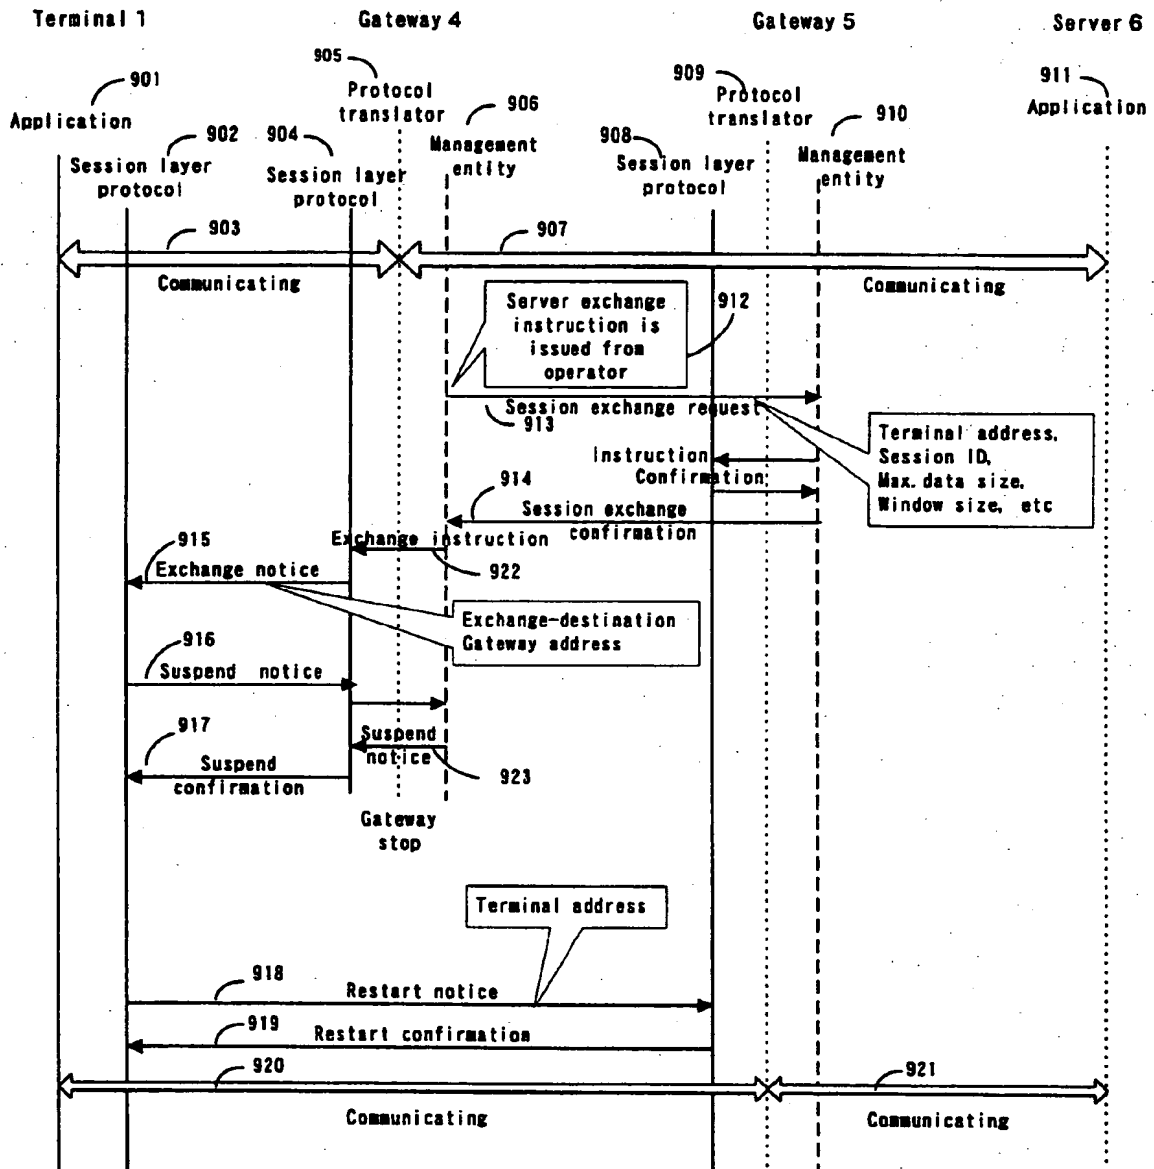 Terminal 1
Gateway 4
Gateway 5
Server 6
901
905
909
911
Application
Protocol
translator
906
Protocol
translator
910
Application
902
904
908
Management
entity
Management
entity
Session layer
protocol
Session layer
protocol
Session layer
protocol
903
907
Communicating
Communicating
Server exchange
instruction is
issued from
operator
912
Session exchange request
913
Terminal address,
Session ID,
Max. data size,
Window size, etc
Instruction
Confirmation
914
Session exchange
confirmation
915
Exchange instruction
922
Exchange notice
Exchange-destination
Gateway address
916
Suspend notice
917
Suspend
notice
923
Suspend
confirmation
Gateway
stop
Terminal address
918
Restart notice
919
Restart confirmation
920
921
Communicating
Communicating